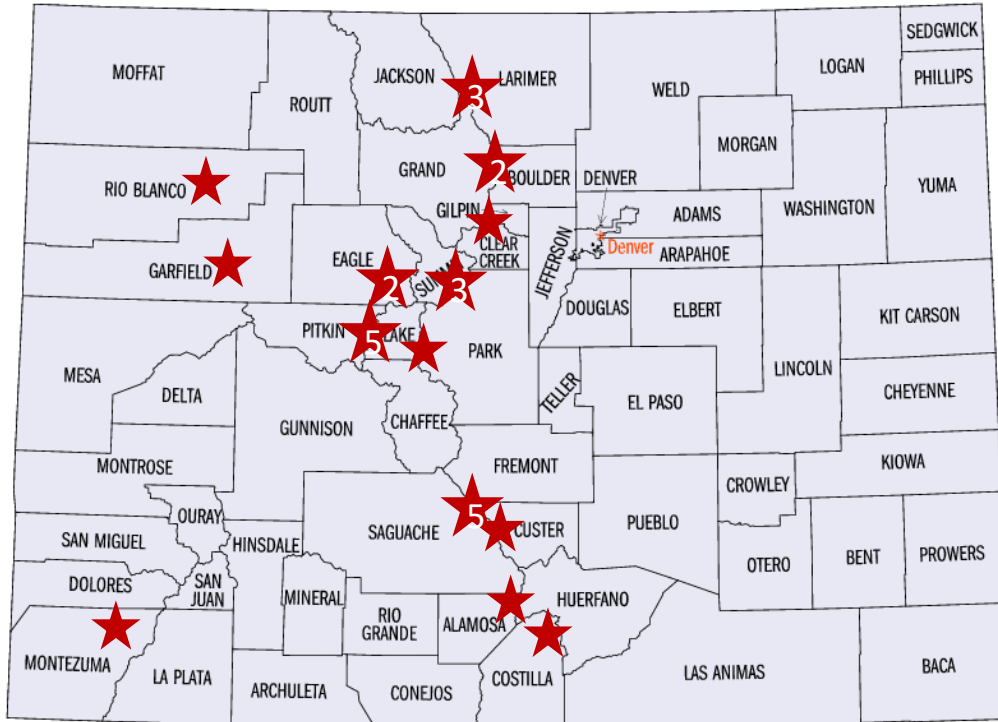 SEDGWICK
MOFFAT
JACKSON
LARIMER
LOGAN
PHILLIPS
ROUTT
WELD
3
MORGAN
GRAND
2
BOULDER
DENVER
YUMA
RIO BLANCO
WASHINGTON
GILPIN
ADAMS
CLEAR
CREEK
JEFFERSON
Denver
ARAPAHOE
EAGLE
GARFIELD
2
3
DOUGLAS
ELBERT
KIT CARSON
PITKIN
5
LAKE
PARK
MESA
LINCOLN
DELTA
TELLER
EL PASO
CHEYENNE
GUNNISON
CHAFFEE
MONTROSE
FREMONT
KIOWA
CROWLEY
OURAY
5
SAGUACHE
CUSTER
PUEBLO
SAN MIGUEL
HINSDALE
OTERO
BENT
PROWERS
DOLORES
SAN
JUAN
MINERAL
RIO
GRANDE
ALAMOSA
HUERFANO
MONTEZUMA
LA PLATA
COSTILLA
LAS ANIMAS
BACA
ARCHULETA
CONEJOS